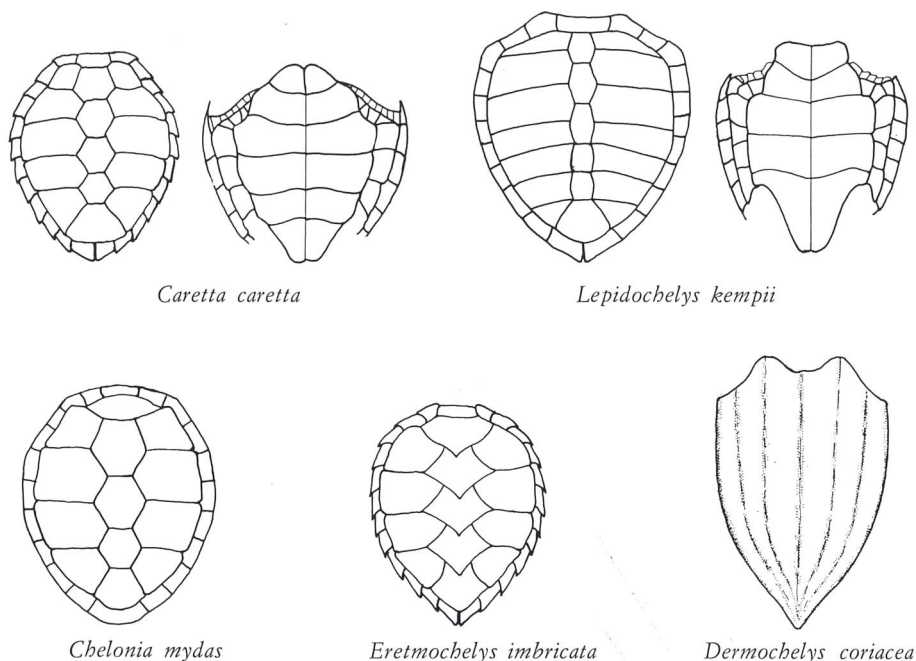 Caretta caretta
Lepidochelys kempii
Chelonia mydas
Eretmochelys imbricata
Dermochelys coriacea